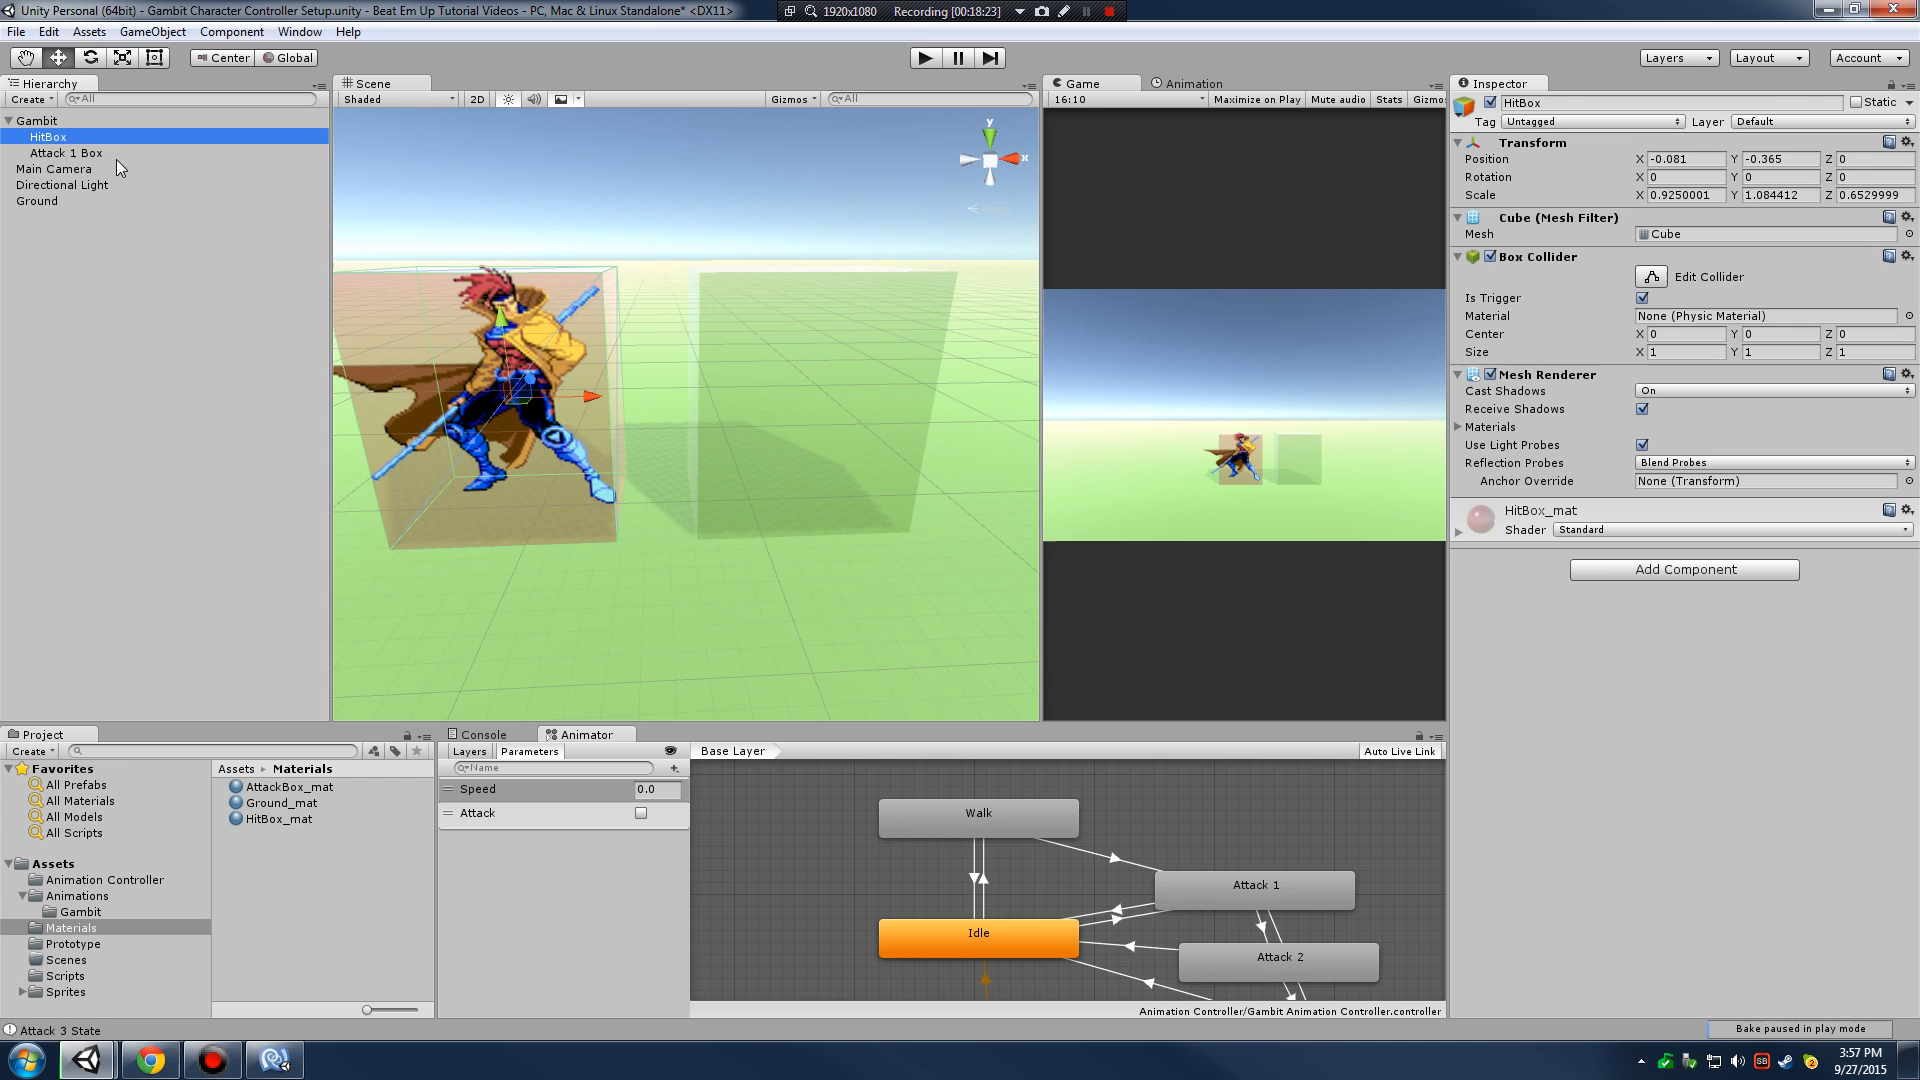 Unity Personal (64bit) - Gambit Character Controller Setup.unity - Beat Em Up Tutorial Videos - PC, Mac & Linux Standalone* <DX11>
1920x1080 Recording [00:18:23]
File Edit Assets GameObject Component Window Help
Center Global Layers Layout Account
Hierarchy
Create All
Gambit
HitBox
Attack 1 Box
Main Camera
Directional Light
Ground
Scene
Shaded 2D Gizmos All
y
x
Game Animation
16:10 Maximize on Play Mute audio Stats Gizmos
Inspector
HitBox Static
Tag Untagged Layer Default
Transform
Position X -0.081 Y -0.365 Z 0
Rotation X 0 Y 0 Z 0
Scale X 0.9250001 Y 1.084412 Z 0.6529999
Cube (Mesh Filter)
Mesh Cube
Box Collider
Edit Collider
Is Trigger
Material None (Physic Material)
Center X 0 Y 0 Z 0
Size X 1 Y 1 Z 1
Mesh Renderer
Cast Shadows On
Receive Shadows
Materials
Use Light Probes
Reflection Probes Blend Probes
Anchor Override None (Transform)
HitBox_mat
Shader Standard
Add Component
Project
Create
Favorites
All Prefabs
All Materials
All Models
All Scripts
Assets
Animation Controller
Animations
Gambit
Materials
Prototype
Scenes
Scripts
Sprites
Assets Materials
AttackBox_mat
Ground_mat
HitBox_mat
Console Animator
Layers Parameters
Name
Speed 0.0
Attack
Base Layer Auto Live Link
Walk
Attack 1
Idle
Attack 2
Animation Controller/Gambit Animation Controller.controller
Attack 3 State
Bake paused in play mode
SB
2
3:57 PM
9/27/2015